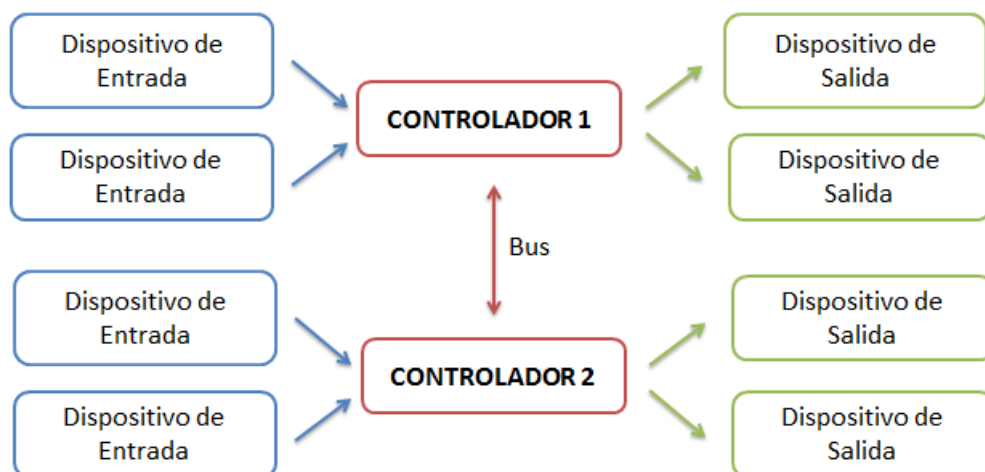 Dispositivo de
Entrada
Dispositivo de
Entrada
CONTROLADOR 1
Dispositivo de
Salida
Dispositivo de
Salida
Bus
Dispositivo de
Entrada
Dispositivo de
Entrada
CONTROLADOR 2
Dispositivo de
Salida
Dispositivo de
Salida